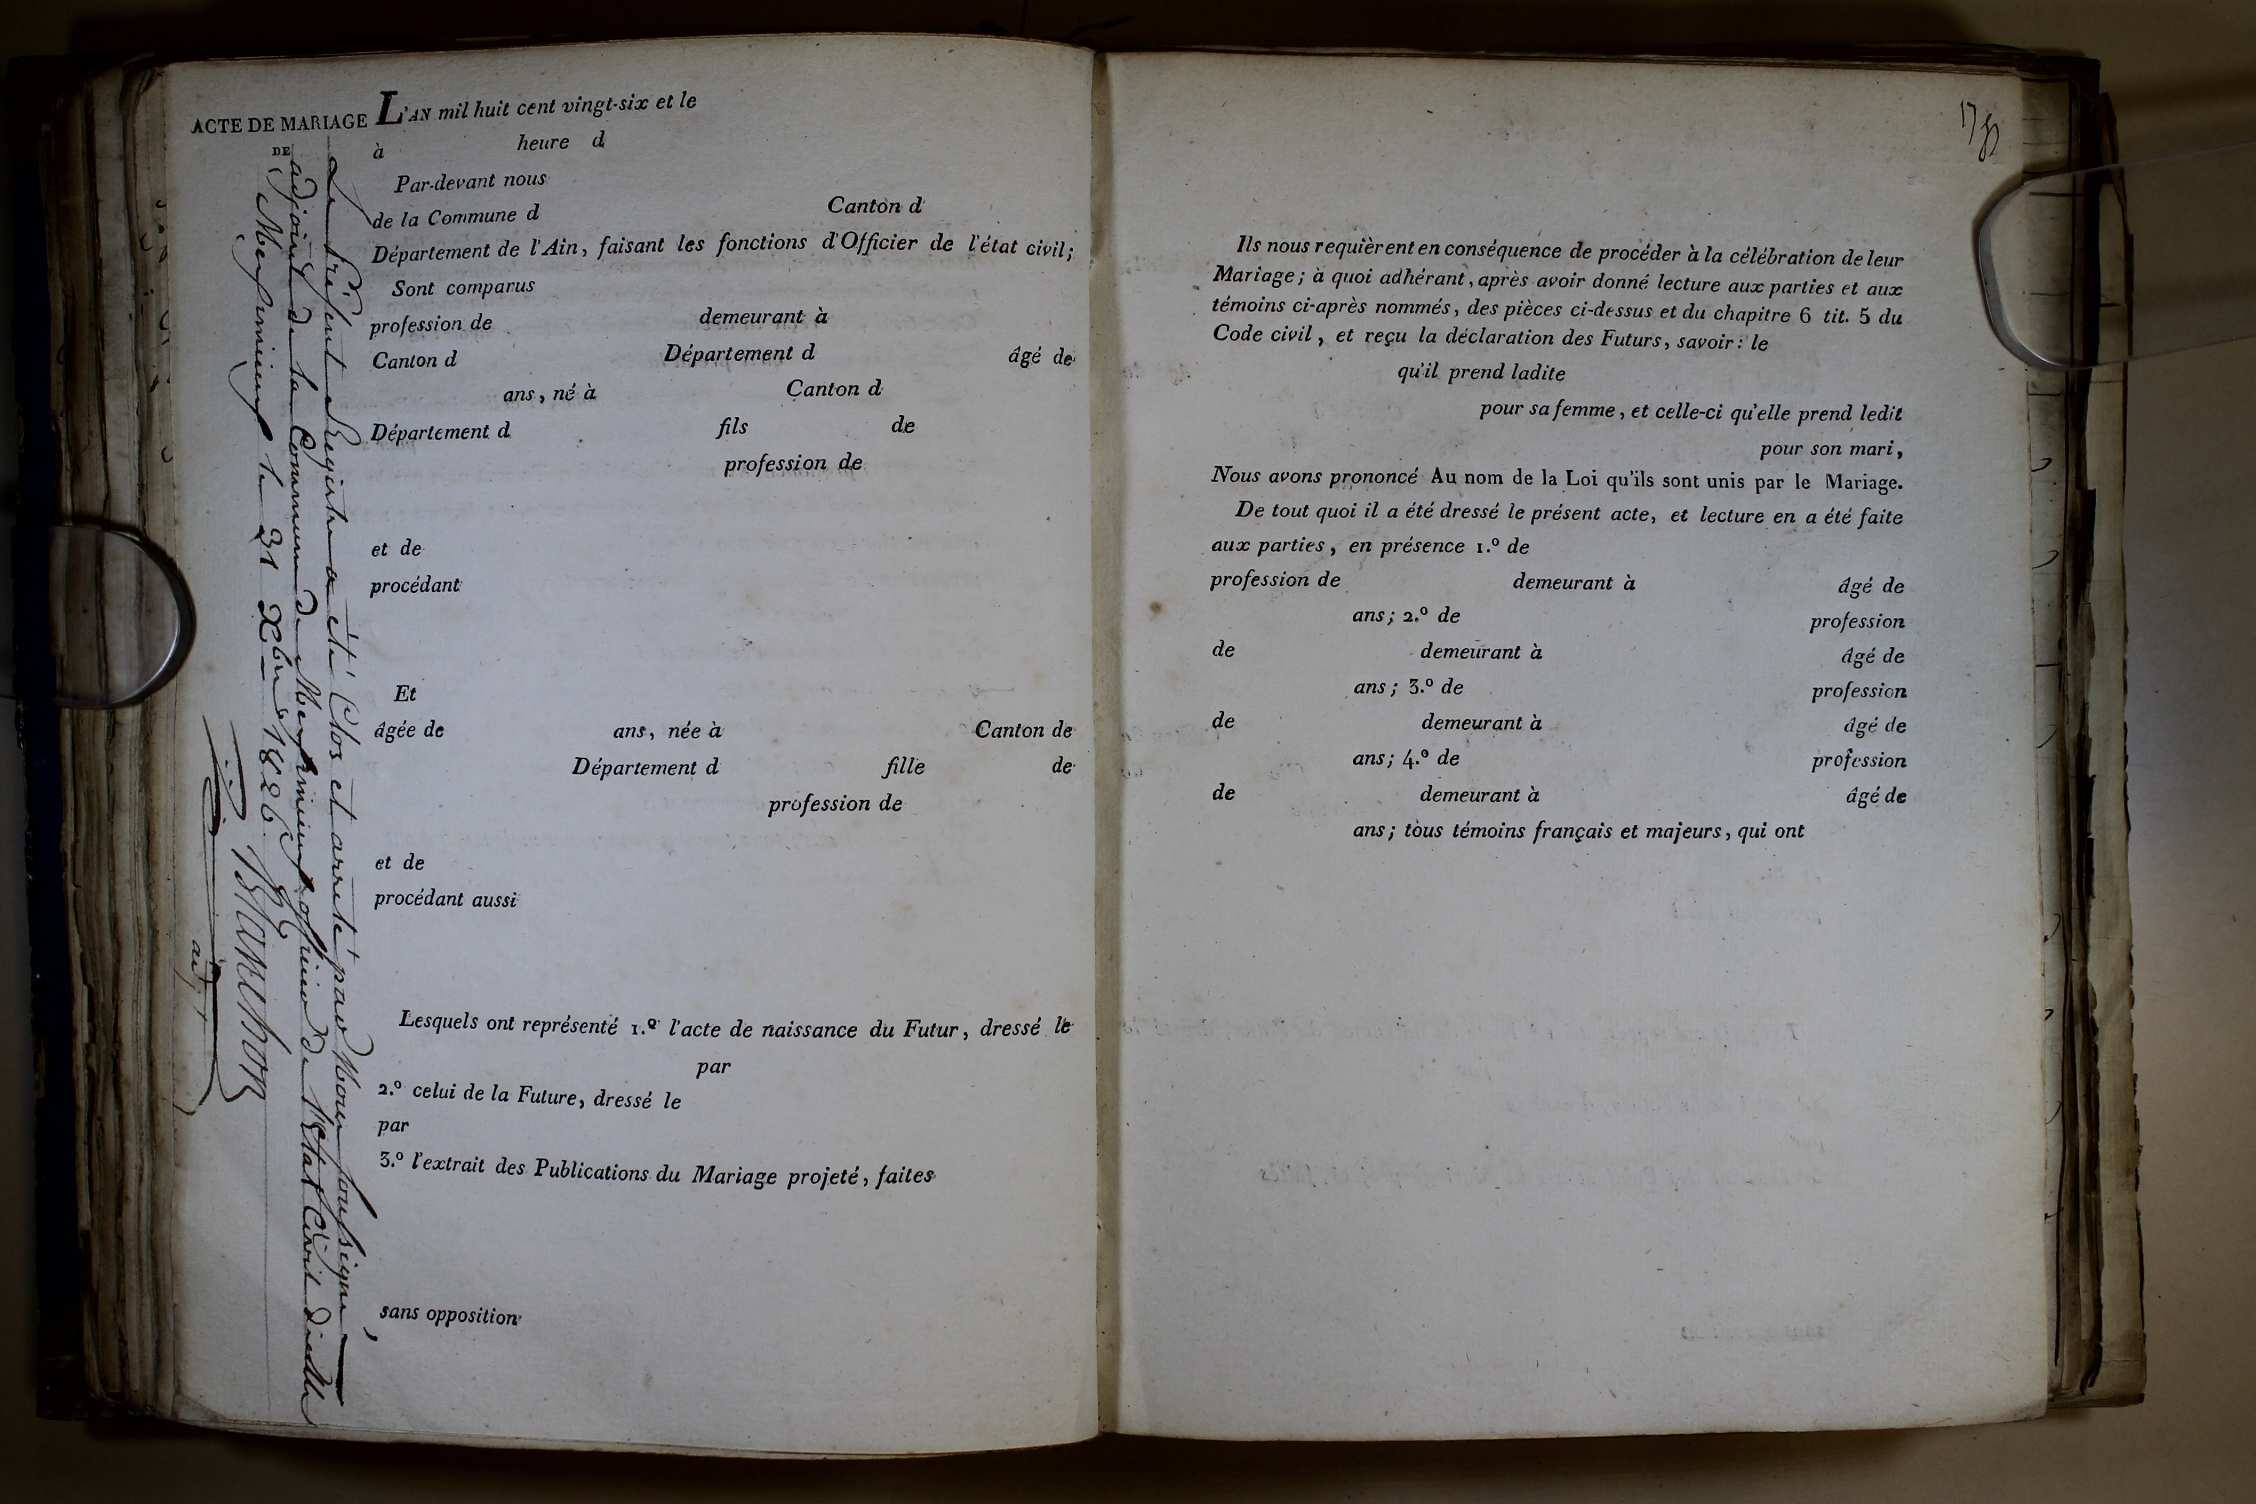 ACTE DE MARIAGE
DE
Le présent Registre a été Clos et arreté par Nous soussigné,
adjoint de la Commune de Messimieux officier de l'Etat Civil d'icelle
Messimieux le 31 Xbre 1826. Blanchon
adj.t
L'AN mil huit cent vingt-six et le
à heure d
Par-devant nous
de la Commune d Canton d
Département de l'Ain, faisant les fonctions d'Officier de l'état civil;
Sont comparus
profession de demeurant à
Canton d Département d âgé de
ans, né à Canton d
Département d fils de
profession de
et de
procédant
Et
âgée de ans, née à Canton de
Département d fille de
profession de
et de
procédant aussi
Lesquels ont représenté 1.º l'acte de naissance du Futur, dressé le
par
2.º celui de la Future, dressé le
par
3.º l'extrait des Publications du Mariage projeté, faites
sans opposition
Ils nous requièrent en conséquence de procéder à la célébration de leur
Mariage; à quoi adhérant, après avoir donné lecture aux parties et aux
témoins ci-après nommés, des pièces ci-dessus et du chapitre 6 tit. 5 du
Code civil, et reçu la déclaration des Futurs, savoir: le
qu'il prend ladite
pour sa femme, et celle-ci qu'elle prend ledit
pour son mari,
Nous avons prononcé Au nom de la Loi qu'ils sont unis par le Mariage.
De tout quoi il a été dressé le présent acte, et lecture en a été faite
aux parties, en présence 1.º de
profession de demeurant à âgé de
ans; 2.º de profession
de demeurant à âgé de
ans; 3.º de profession
de demeurant à âgé de
ans; 4.º de profession
de demeurant à âgé de
ans; tous témoins français et majeurs, qui ont